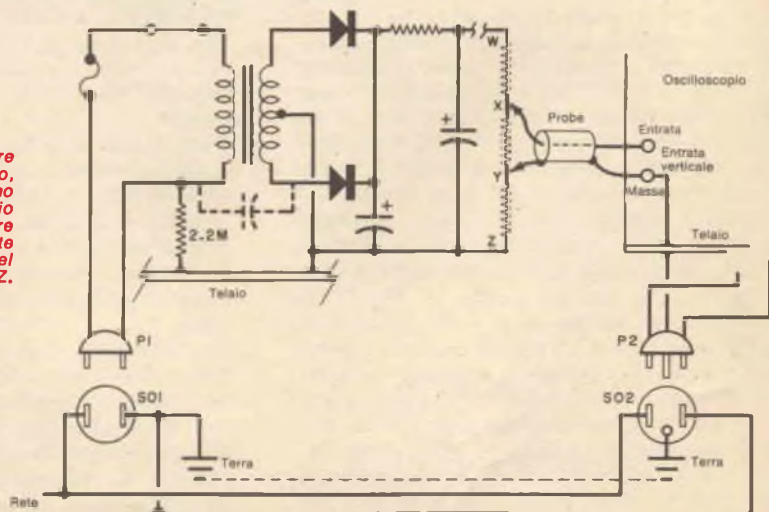 re
o,
no
io
re
te
el
Z.
W
X
Y
Z
Probe
Oscilloscopio
Entrata
Entrata
verticale
Massa
Telaio
+
+
2.2M
Telaio
P1
P2
SO1
SO2
Terra
Terra
Rete